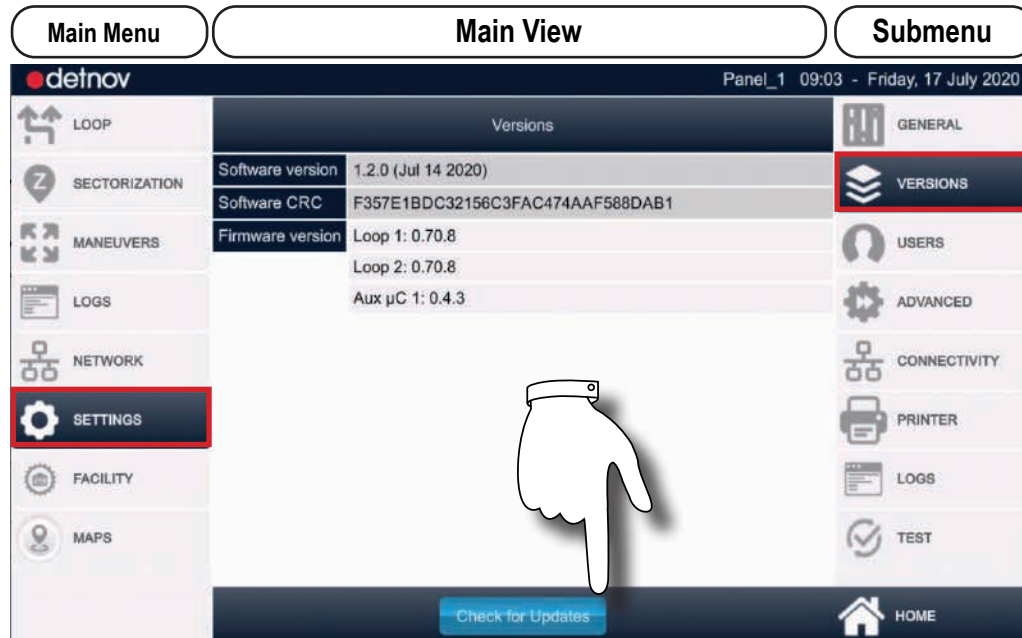 Main Menu
Main View
Submenu
detnov
Panel_1 09:03 - Friday, 17 July 2020
LOOP
SECTORIZATION
MANEUVERS
LOGS
NETWORK
SETTINGS
FACILITY
MAPS
Versions
Software version 1.2.0 (Jul 14 2020)
Software CRC F357E1BDC32156C3FAC474AAF588DAB1
Firmware version Loop 1: 0.70.8
Loop 2: 0.70.8
Aux µC 1: 0.4.3
Check for Updates
GENERAL
VERSIONS
USERS
ADVANCED
CONNECTIVITY
PRINTER
LOGS
TEST
HOME